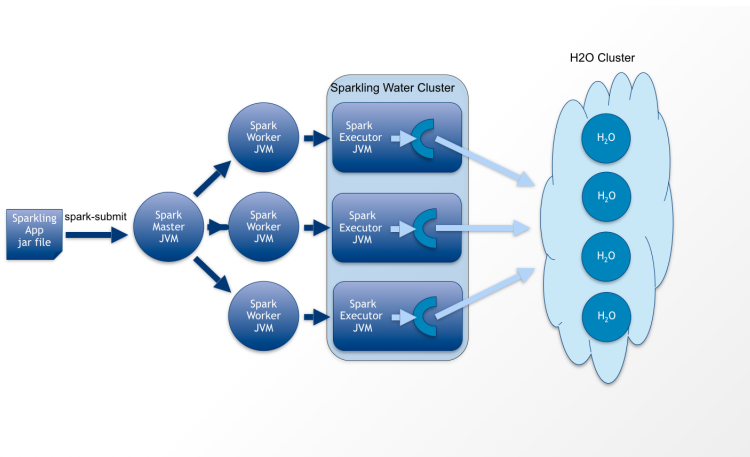 H2O Cluster
Sparkling Water Cluster
Spark
Worker
JVM
Spark
Executor
JVM
H₂O
Sparkling
App
jar file
spark-submit
Spark
Master
JVM
Spark
Worker
JVM
Spark
Executor
JVM
H₂O
H₂O
Spark
Worker
JVM
Spark
Executor
JVM
H₂O